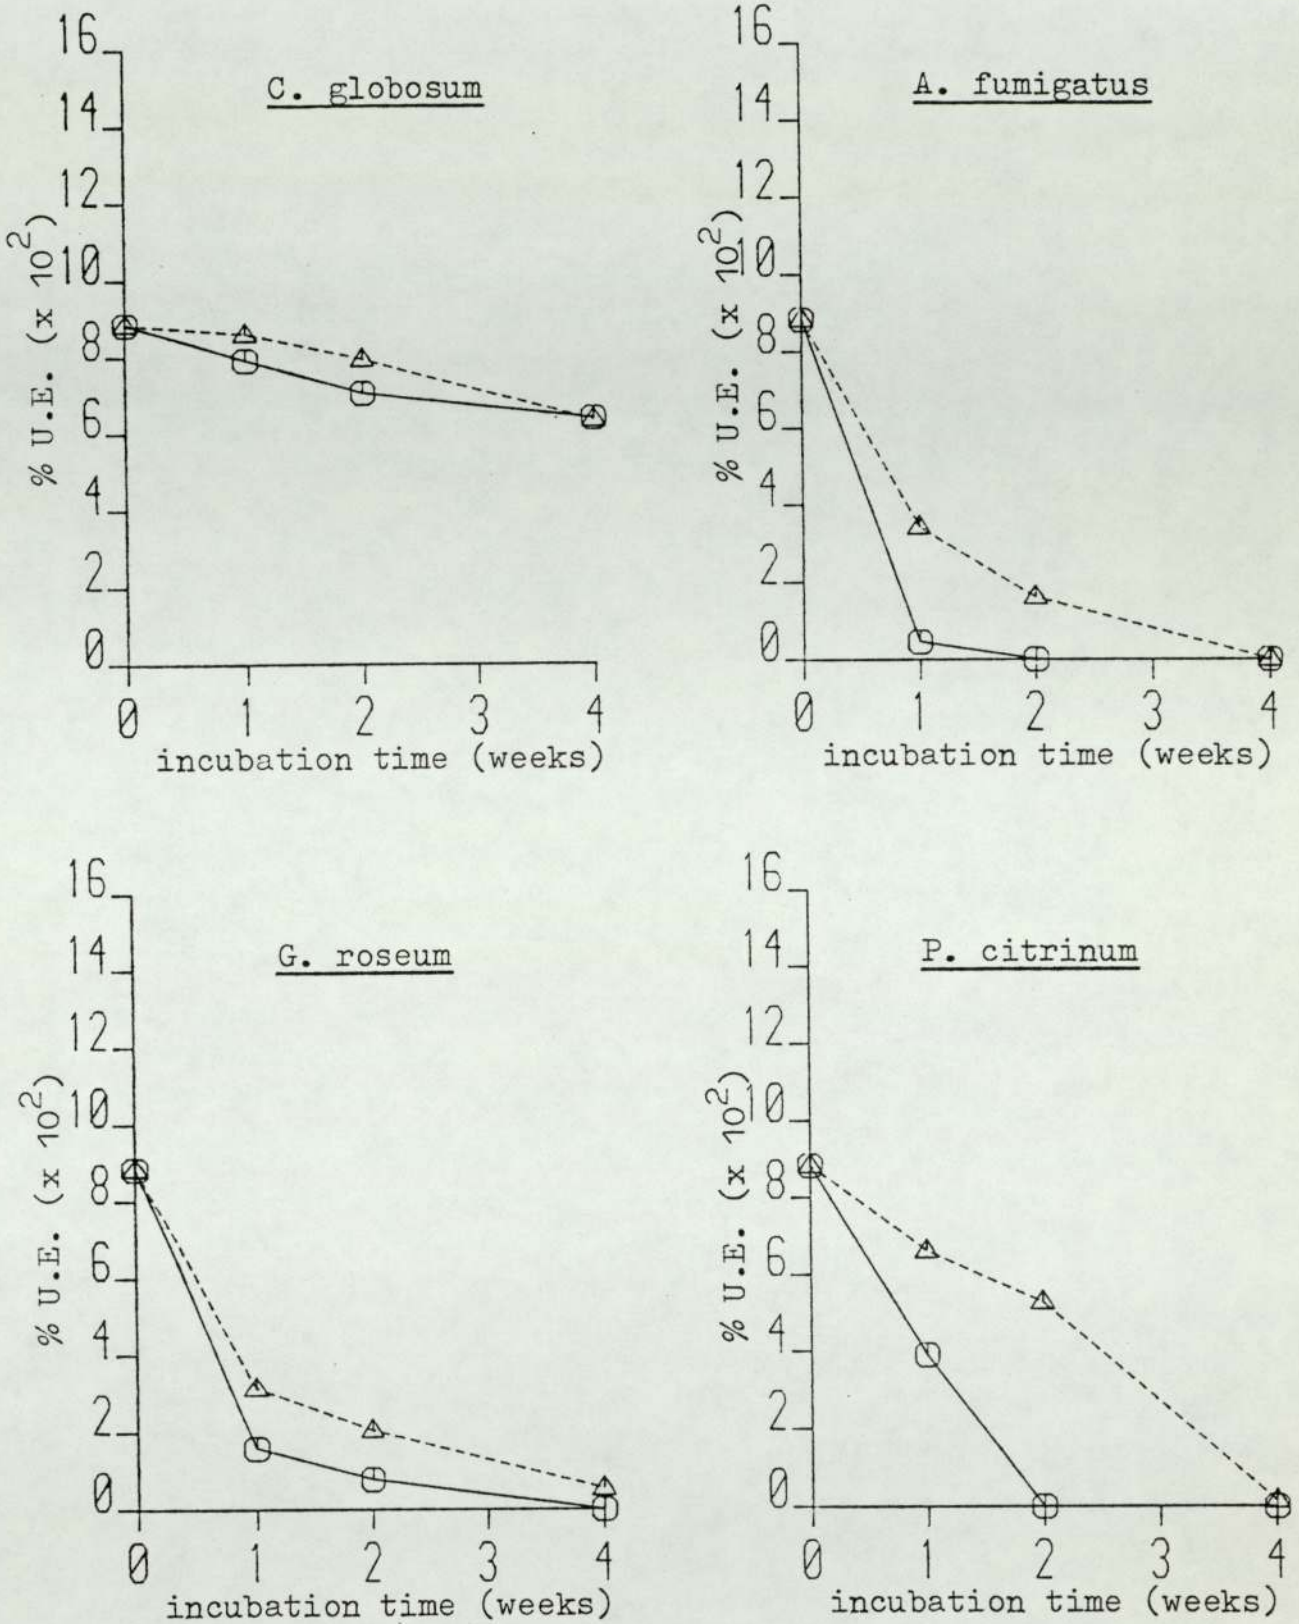 C. globosum
% U.E. (x 10²)
16
14
12
10
8
6
4
2
0
0 1 2 3 4
incubation time (weeks)
A. fumigatus
% U.E. (x 10²)
16
14
12
10
8
6
4
2
0
0 1 2 3 4
incubation time (weeks)
G. roseum
% U.E. (x 10²)
16
14
12
10
8
6
4
2
0
0 1 2 3 4
incubation time (weeks)
P. citrinum
% U.E. (x 10²)
16
14
12
10
8
6
4
2
0
0 1 2 3 4
incubation time (weeks)